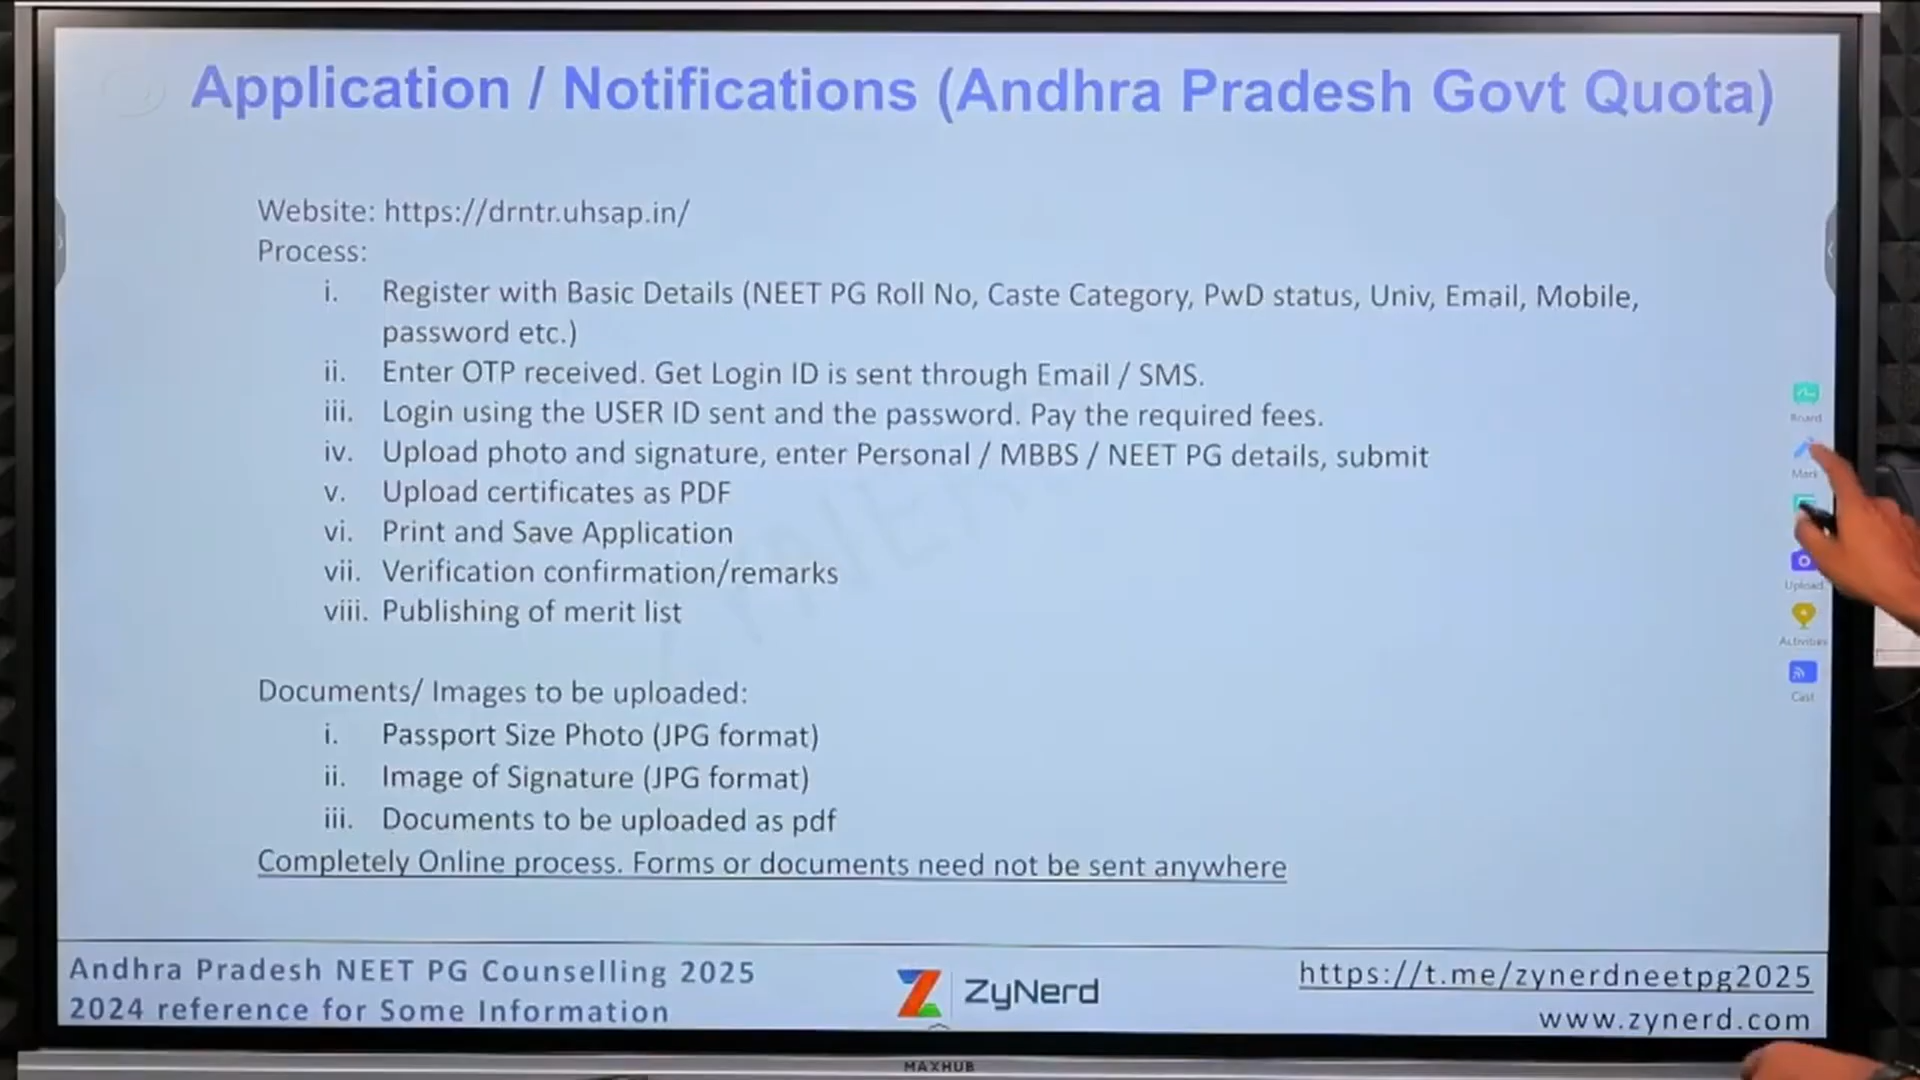 Application / Notifications (Andhra Pradesh Govt Quota)
Website: https://drntr.uhsap.in/
Process:
i. Register with Basic Details (NEET PG Roll No, Caste Category, PwD status, Univ, Email, Mobile,
password etc.)
ii. Enter OTP received. Get Login ID is sent through Email / SMS.
iii. Login using the USER ID sent and the password. Pay the required fees.
iv. Upload photo and signature, enter Personal / MBBS / NEET PG details, submit
v. Upload certificates as PDF
vi. Print and Save Application
vii. Verification confirmation/remarks
viii. Publishing of merit list
Documents/ Images to be uploaded:
i. Passport Size Photo (JPG format)
ii. Image of Signature (JPG format)
iii. Documents to be uploaded as pdf
Completely Online process. Forms or documents need not be sent anywhere
Board
Mark
Upload
Activities
Cast
Andhra Pradesh NEET PG Counselling 2025
2024 reference for Some Information
ZyNerd
https://t.me/zynerdneetpg2025
www.zynerd.com
MAXHUB